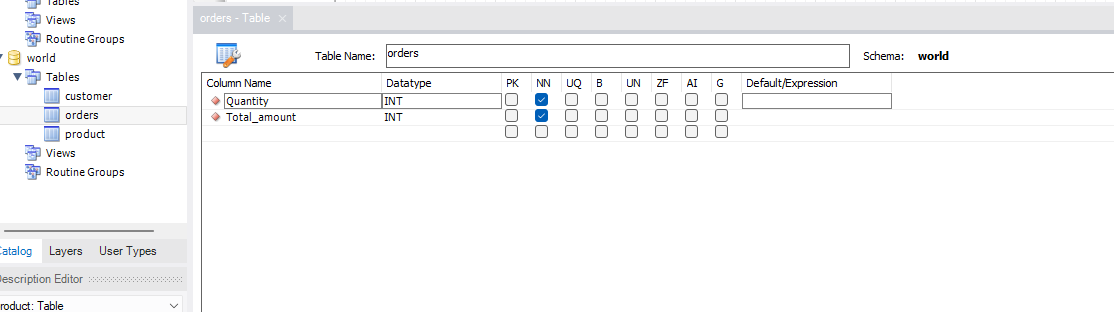 Tables
Views
Routine Groups
world
Tables
customer
orders
product
Views
Routine Groups
Catalog Layers User Types
Description Editor
roduct: Table
orders - Table
Table Name: orders Schema: world
Column Name Datatype PK NN UQ B UN ZF AI G Default/Expression
Quantity INT
Total_amount INT